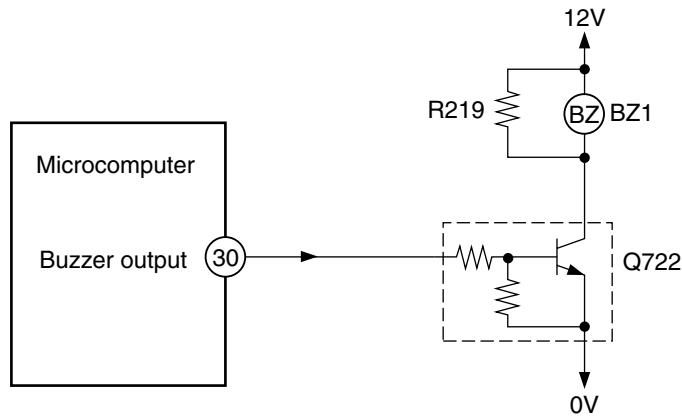 12V
R219
BZ
BZ1
Microcomputer
Buzzer output
30
Q722
0V